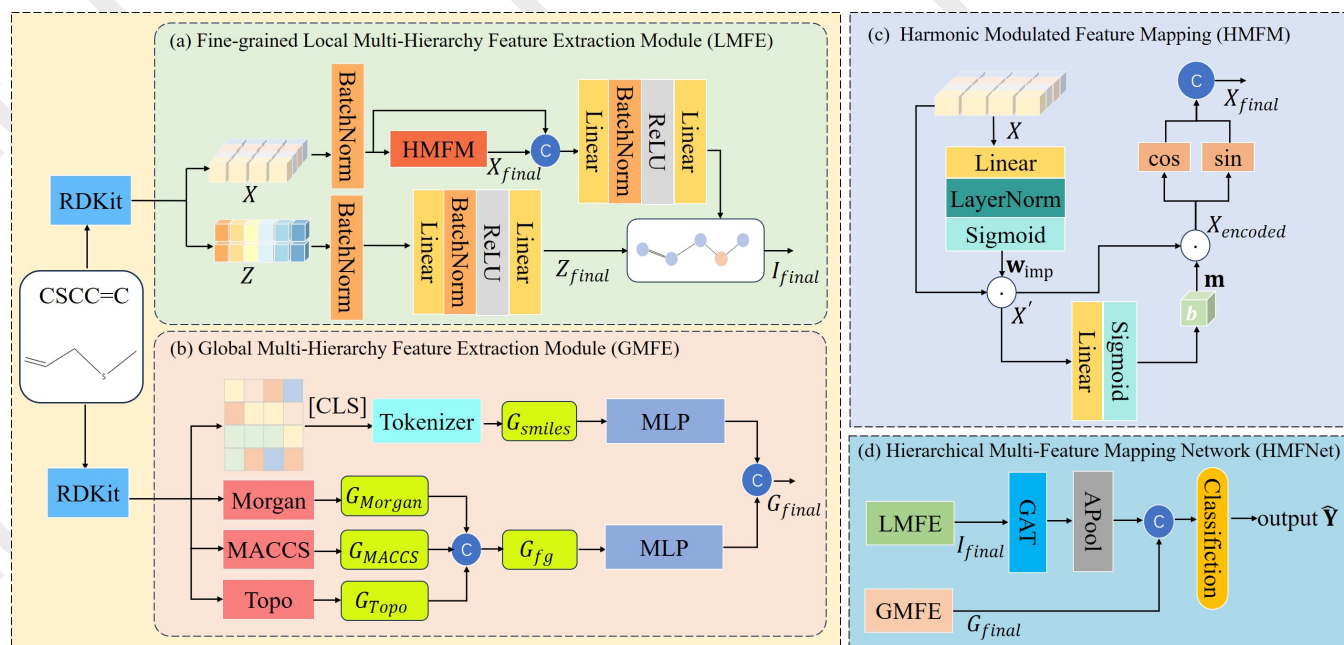 (a) Fine-grained Local Multi-Hierarchy Feature Extraction Module (LMFE)
BatchNorm
X
HMFM
X_final
C
Linear
BatchNorm
ReLU
Linear
RDKit
Z
BatchNorm
Linear
BatchNorm
ReLU
Linear
Z_final
I_final
CSCC=C
S
(b) Global Multi-Hierarchy Feature Extraction Module (GMFE)
[CLS]
Tokenizer
G_smiles
MLP
RDKit
Morgan
G_Morgan
MACCS
G_MACCS
C
G_fg
MLP
C
G_final
Topo
G_Topo
(c) Harmonic Modulated Feature Mapping (HMFM)
X
Linear
LayerNorm
Sigmoid
w_imp
·
X'
Linear
Sigmoid
b
m
·
X_encoded
cos
sin
C
X_final
(d) Hierarchical Multi-Feature Mapping Network (HMFNet)
LMFE
I_final
GAT
APool
C
Classifiction
output Ŷ
GMFE
G_final